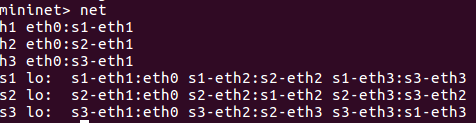 mininet> net
h1 eth0:s1-eth1
h2 eth0:s2-eth1
h3 eth0:s3-eth1
s1 lo:  s1-eth1:eth0 s1-eth2:s2-eth2 s1-eth3:s3-eth3
s2 lo:  s2-eth1:eth0 s2-eth2:s1-eth2 s2-eth3:s3-eth2
s3 lo:  s3-eth1:eth0 s3-eth2:s2-eth3 s3-eth3:s1-eth3